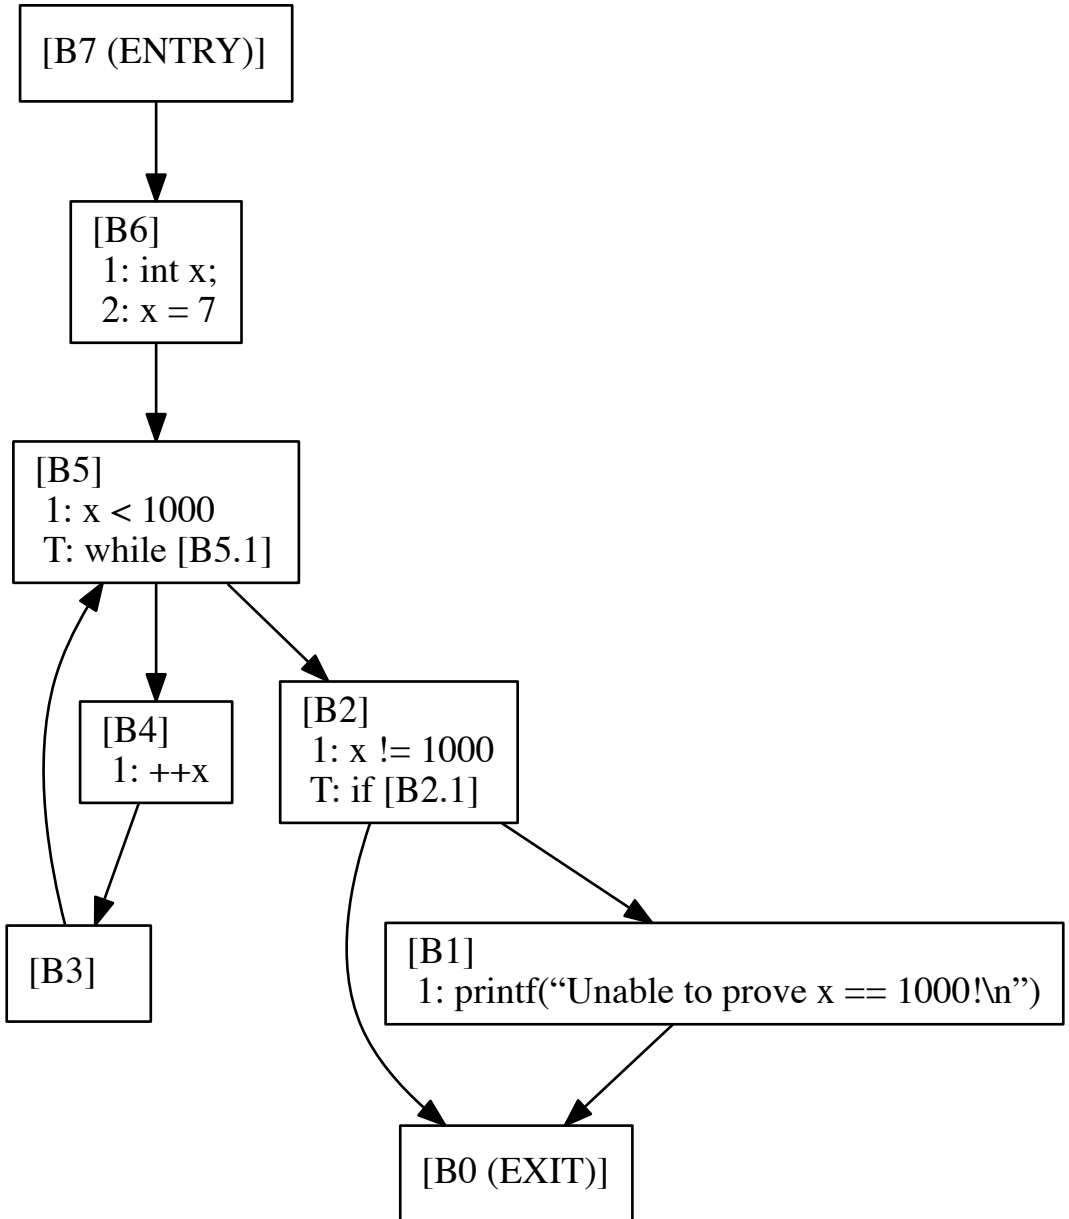 [B7 (ENTRY)]
[B6]
1: int x;
2: x = 7
[B5]
1: x < 1000
T: while [B5.1]
[B4]
1: ++x
[B2]
1: x != 1000
T: if [B2.1]
[B3]
[B1]
1: printf(“Unable to prove x == 1000!\n”)
[B0 (EXIT)]